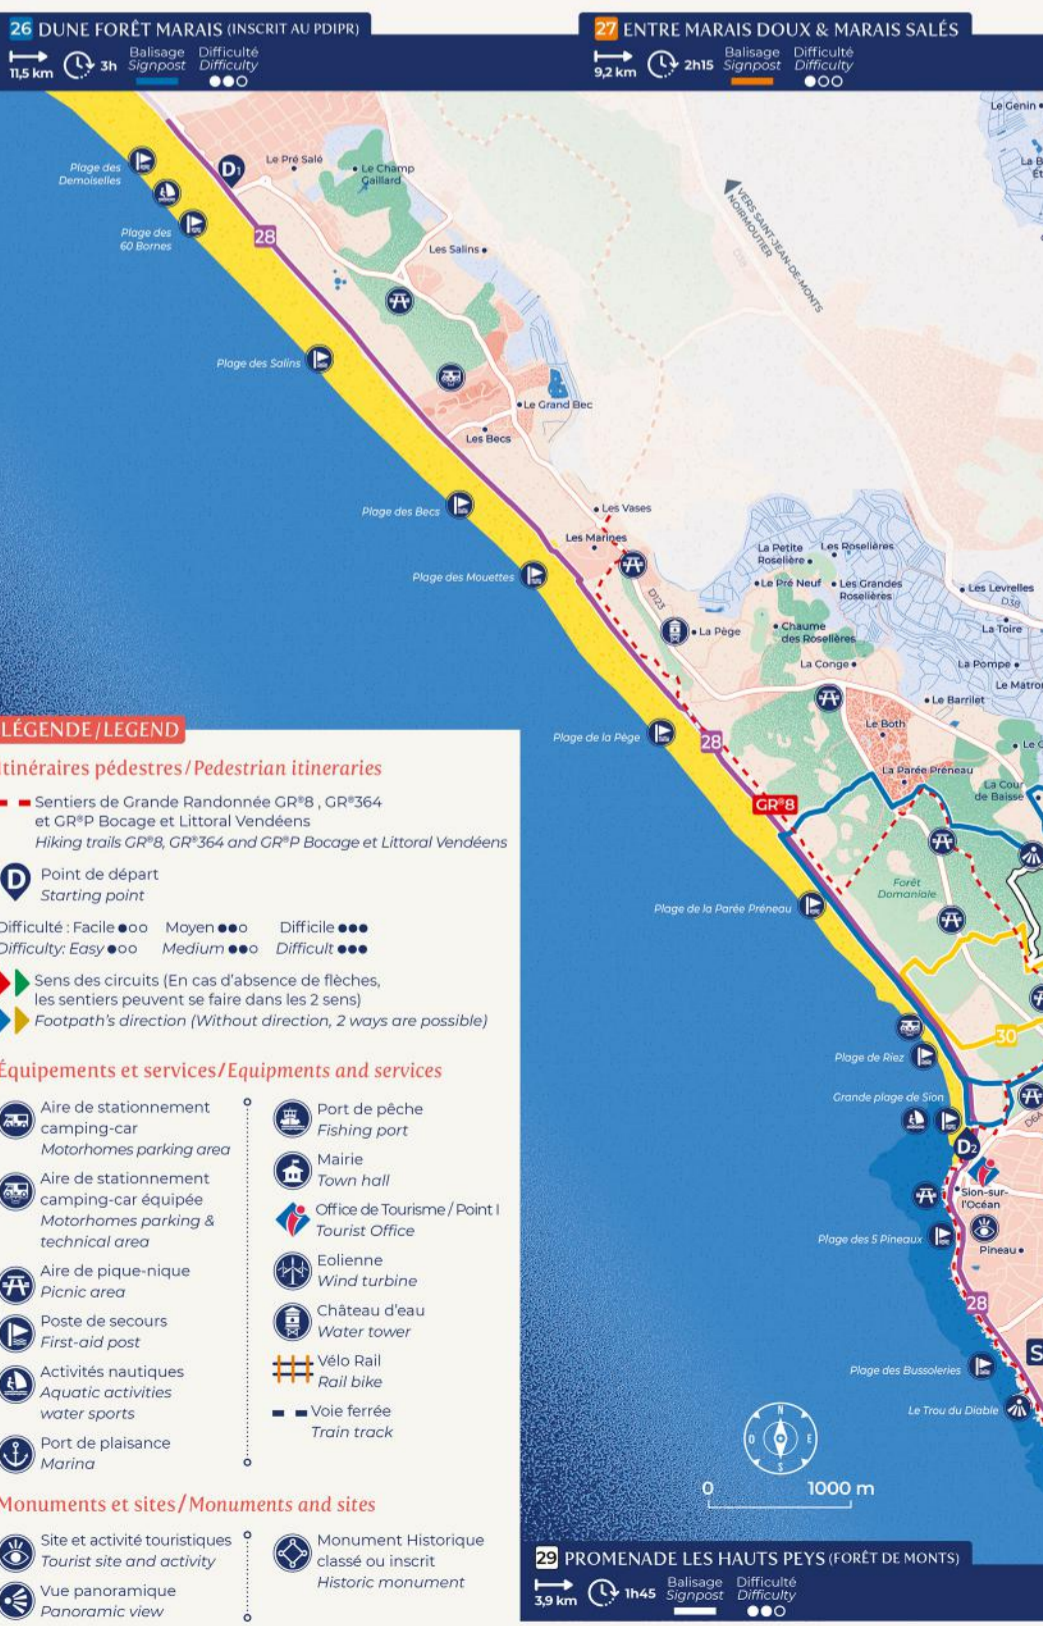 26 DUNE FORÊT MARAIS (INSCRIT AU PDIPR)
11,5 km
3h
Balisage
Signpost
Difficulté
Difficulty
27 ENTRE MARAIS DOUX & MARAIS SALÉS
9,2 km
2h15
Balisage
Signpost
Difficulté
Difficulty
Le Genin
VERS SAINT-JEAN-DE-MONTS
NOIRMOUTIER
D38
Plage des
Demoiselles
D1
Le Pré Salé
Le Champ
Gaillard
Plage des
60 Bornes
28
Les Salins
Plage des Salins
Le Grand Bec
Les Becs
Plage des Becs
Les Vases
Les Marines
Plage des Mouettes
D123
La Pège
La Petite
Roselière
Les Roselières
Le Pré Neuf
Les Grandes
Roselières
Les Levrelles
D38
Chaume
des Roselières
La Toire
La Conge
La Pompe
Le Matro
Le Barrilet
Le Both
Plage de la Pège
28
La Parée Préneau
La Cour
de Baisse
GR®8
Forêt
Domaniale
Plage de la Parée Préneau
30
Plage de Riez
Grande plage de Sion
D2
Sion-sur-
l'Océan
Plage des 5 Pineaux
Pineau
28
Plage des Bussoleries
Le Trou du Diable
S
N
O
E
S
0
1000 m
LÉGENDE/LEGEND
Itinéraires pédestres/Pedestrian itineraries
Sentiers de Grande Randonnée GR®8, GR®364
et GR®P Bocage et Littoral Vendéens
Hiking trails GR®8, GR®364 and GR®P Bocage et Littoral Vendéens
D
Point de départ
Starting point
Difficulté : Facile Moyen Difficile
Difficulty: Easy Medium Difficult
Sens des circuits (En cas d'absence de flèches,
les sentiers peuvent se faire dans les 2 sens)
Footpath's direction (Without direction, 2 ways are possible)
Équipements et services/Equipments and services
Aire de stationnement
camping-car
Motorhomes parking area
Aire de stationnement
camping-car équipée
Motorhomes parking &
technical area
Aire de pique-nique
Picnic area
Poste de secours
First-aid post
Activités nautiques
Aquatic activities
water sports
Port de plaisance
Marina
Port de pêche
Fishing port
Mairie
Town hall
Office de Tourisme / Point I
Tourist Office
Eolienne
Wind turbine
Château d'eau
Water tower
Vélo Rail
Rail bike
Voie ferrée
Train track
Monuments et sites/Monuments and sites
Site et activité touristiques
Tourist site and activity
Vue panoramique
Panoramic view
Monument Historique
classé ou inscrit
Historic monument
29 PROMENADE LES HAUTS PEYS (FORÊT DE MONTS)
3,9 km
1h45
Balisage
Signpost
Difficulté
Difficulty